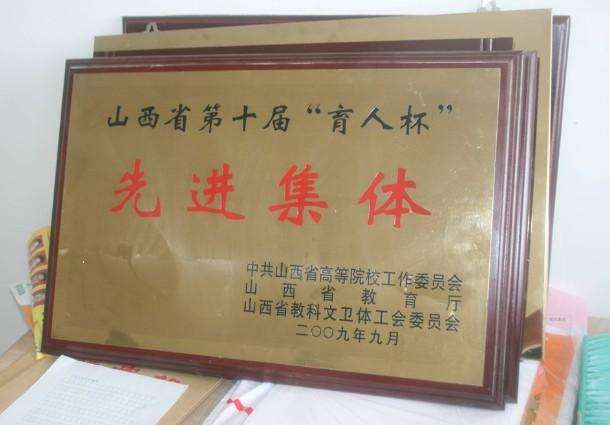 山西省第十届“育人杯”
先进集体
中共山西省高等院校工作委员会
山西省教育厅
山西省教科文卫体工会委员会
二〇〇九年九月